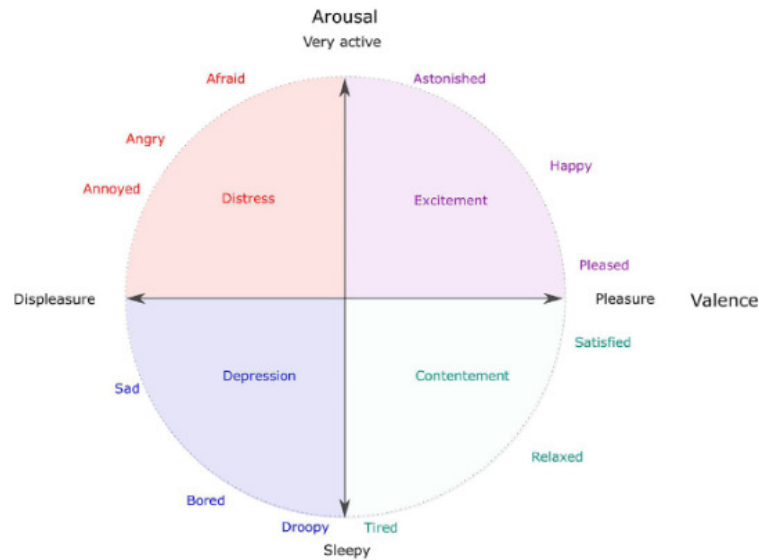 Arousal
Very active
Afraid
Astonished
Angry
Happy
Annoyed
Distress
Excitement
Pleased
Displeasure
Pleasure
Valence
Satisfied
Depression
Contentement
Sad
Relaxed
Bored
Droopy
Tired
Sleepy